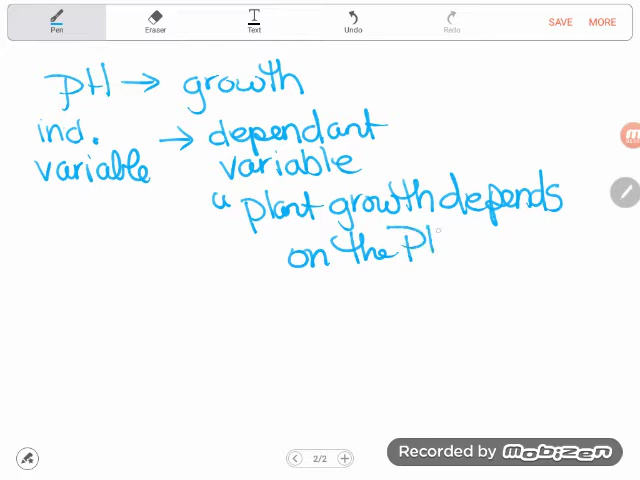 Pen Eraser Text Undo Redo SAVE MORE
pH → growth
ind. → dependant
variable variable
plant growth depends
on the Pl
2/2
Recorded by mobizen